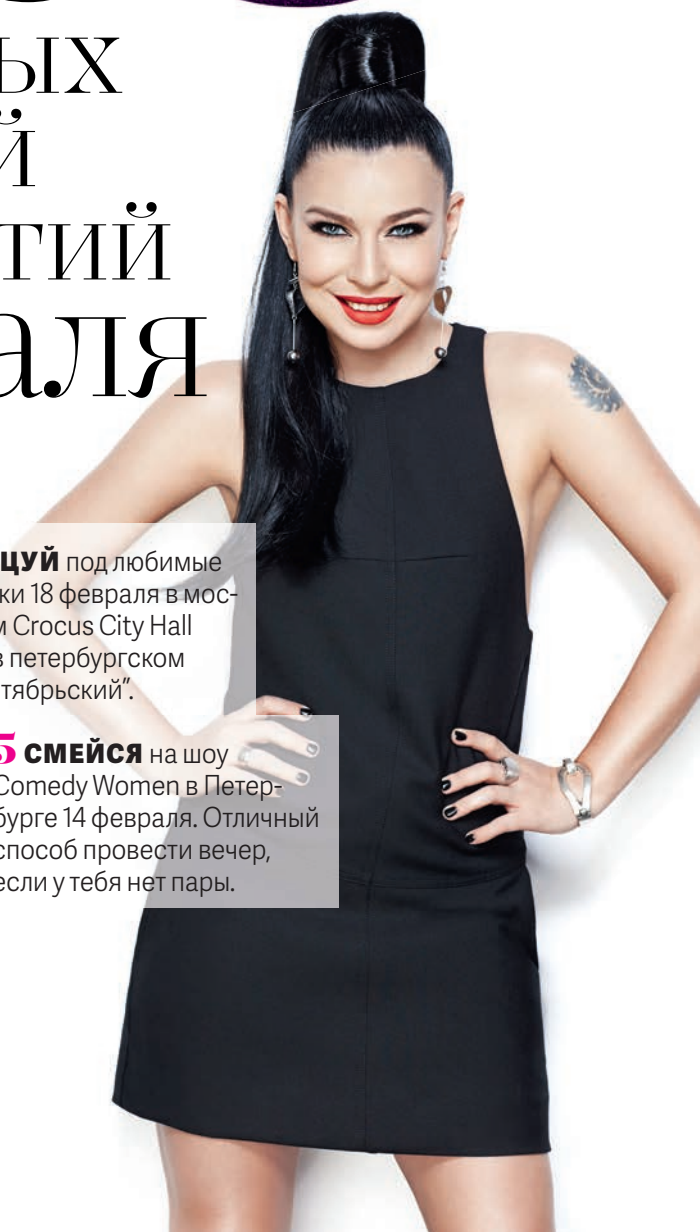 ЫХ
Й
ТИЙ
АЛЯ
ЦУЙ под любимые
ки 18 февраля в мос-
м Crocus City Hall
в петербургском
тябрьский”.
5 СМЕЙСЯ на шоу
Comedy Women в Петер-
бурге 14 февраля. Отличный
способ провести вечер,
если у тебя нет пары.